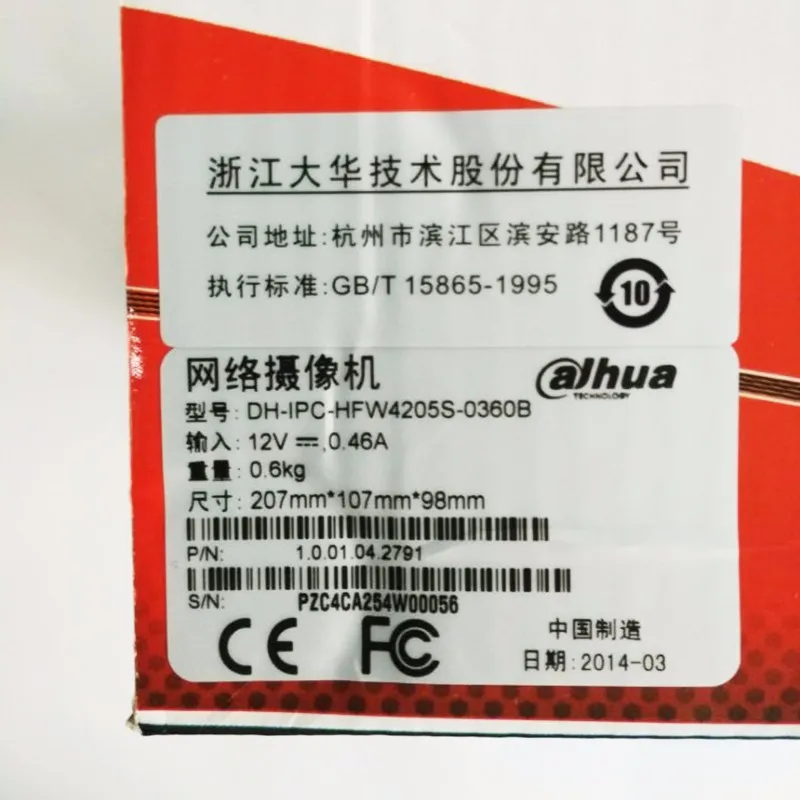 浙江大华技术股份有限公司
公司地址:杭州市滨江区滨安路1187号
执行标准:GB/T 15865-1995
10
网络摄像机
alhua
TECHNOLOGY
型号: DH-IPC-HFW4205S-0360B
输入: 12V ⎓,0.46A
重量: 0.6kg
尺寸: 207mm*107mm*98mm
P/N: 1.0.01.04.2791
S/N: PZC4CA254W00056
CE FC
中国制造
日期:2014-03